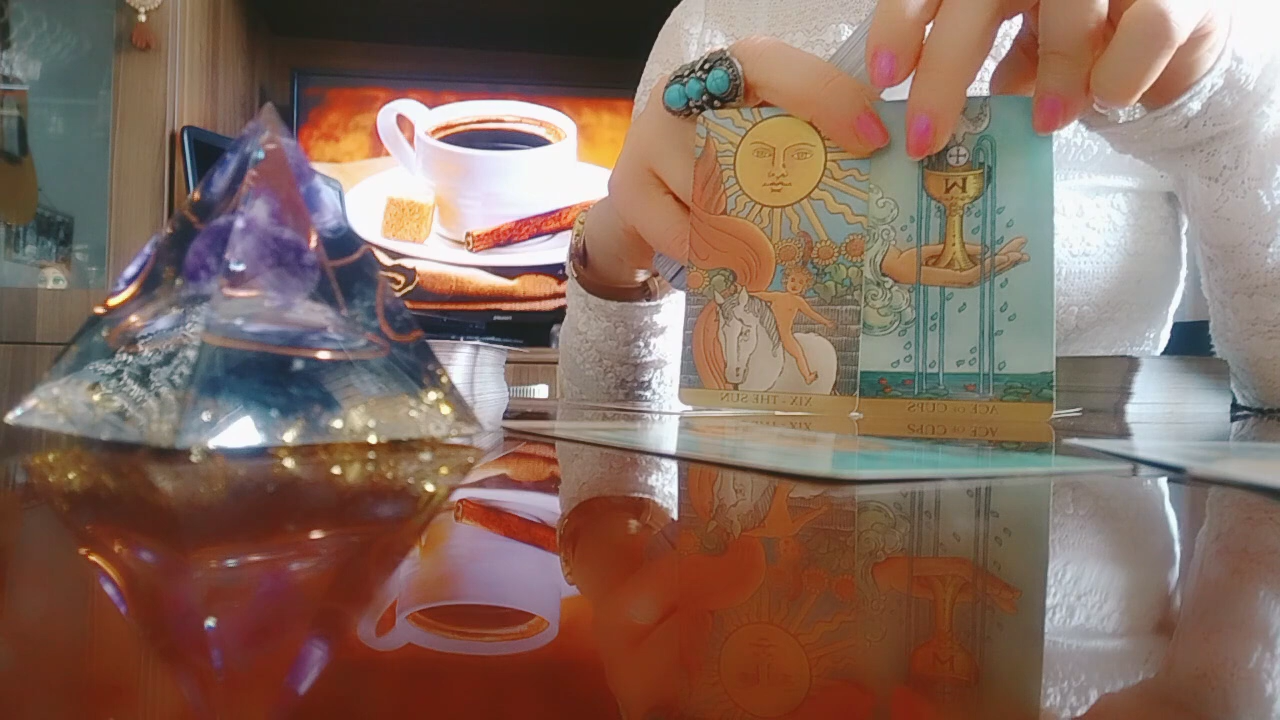 XIX • THE SUN
ACE OF CUPS